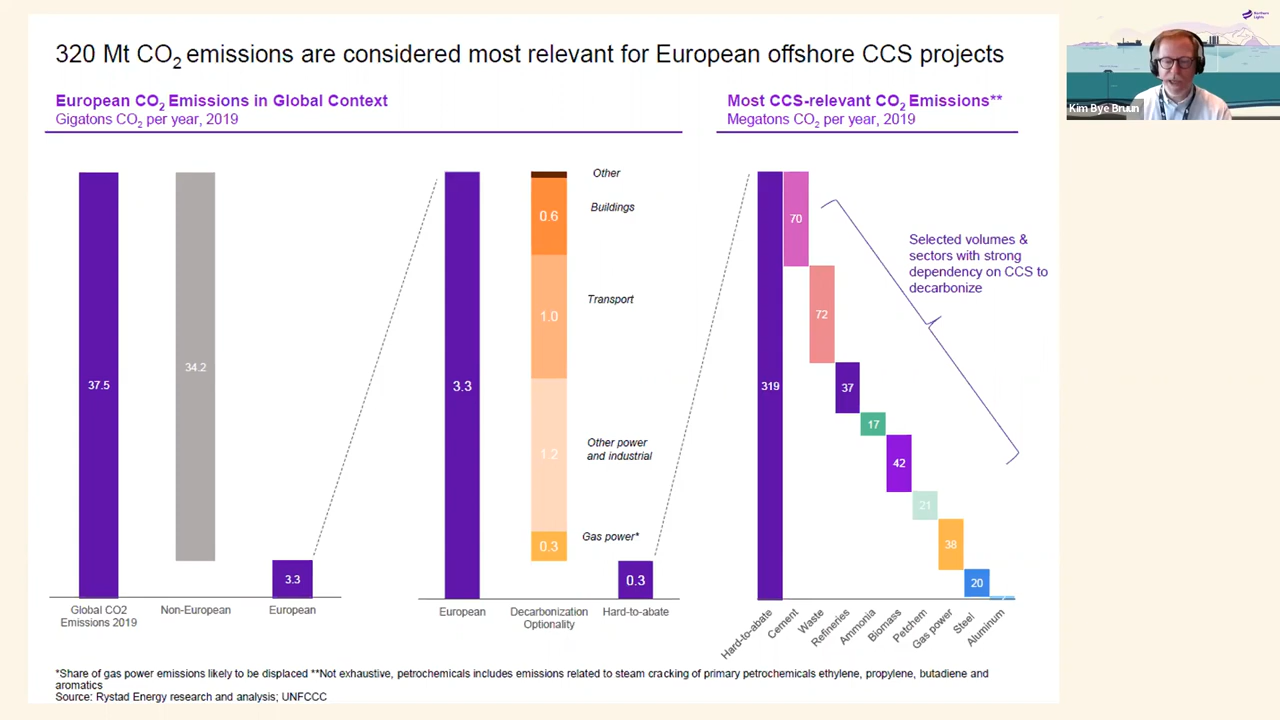 320 Mt CO2 emissions are considered most relevant for European offshore CCS projects
European CO2 Emissions in Global Context
Gigatons CO2 per year, 2019
37.5
34.2
3.3
Global CO2
Emissions 2019
Non-European
European
3.3
0.6
1.0
1.2
0.3
0.3
Other
Buildings
Transport
Other power
and industrial
Gas power*
European
Decarbonization
Optionality
Hard-to-abate
Most CCS-relevant CO2 Emissions**
Megatons CO2 per year, 2019
319
70
72
37
17
42
21
38
20
Selected volumes &
sectors with strong
dependency on CCS to
decarbonize
Hard-to-abate
Cement
Waste
Refineries
Ammonia
Biomass
Petchem
Gas power
Steel
Aluminum
*Share of gas power emissions likely to be displaced **Not exhaustive, petrochemicals includes emissions related to steam cracking of primary petrochemicals ethylene, propylene, butadiene and
aromatics
Source: Rystad Energy research and analysis; UNFCCC
Northern
Lights
Kim Bye Bruun